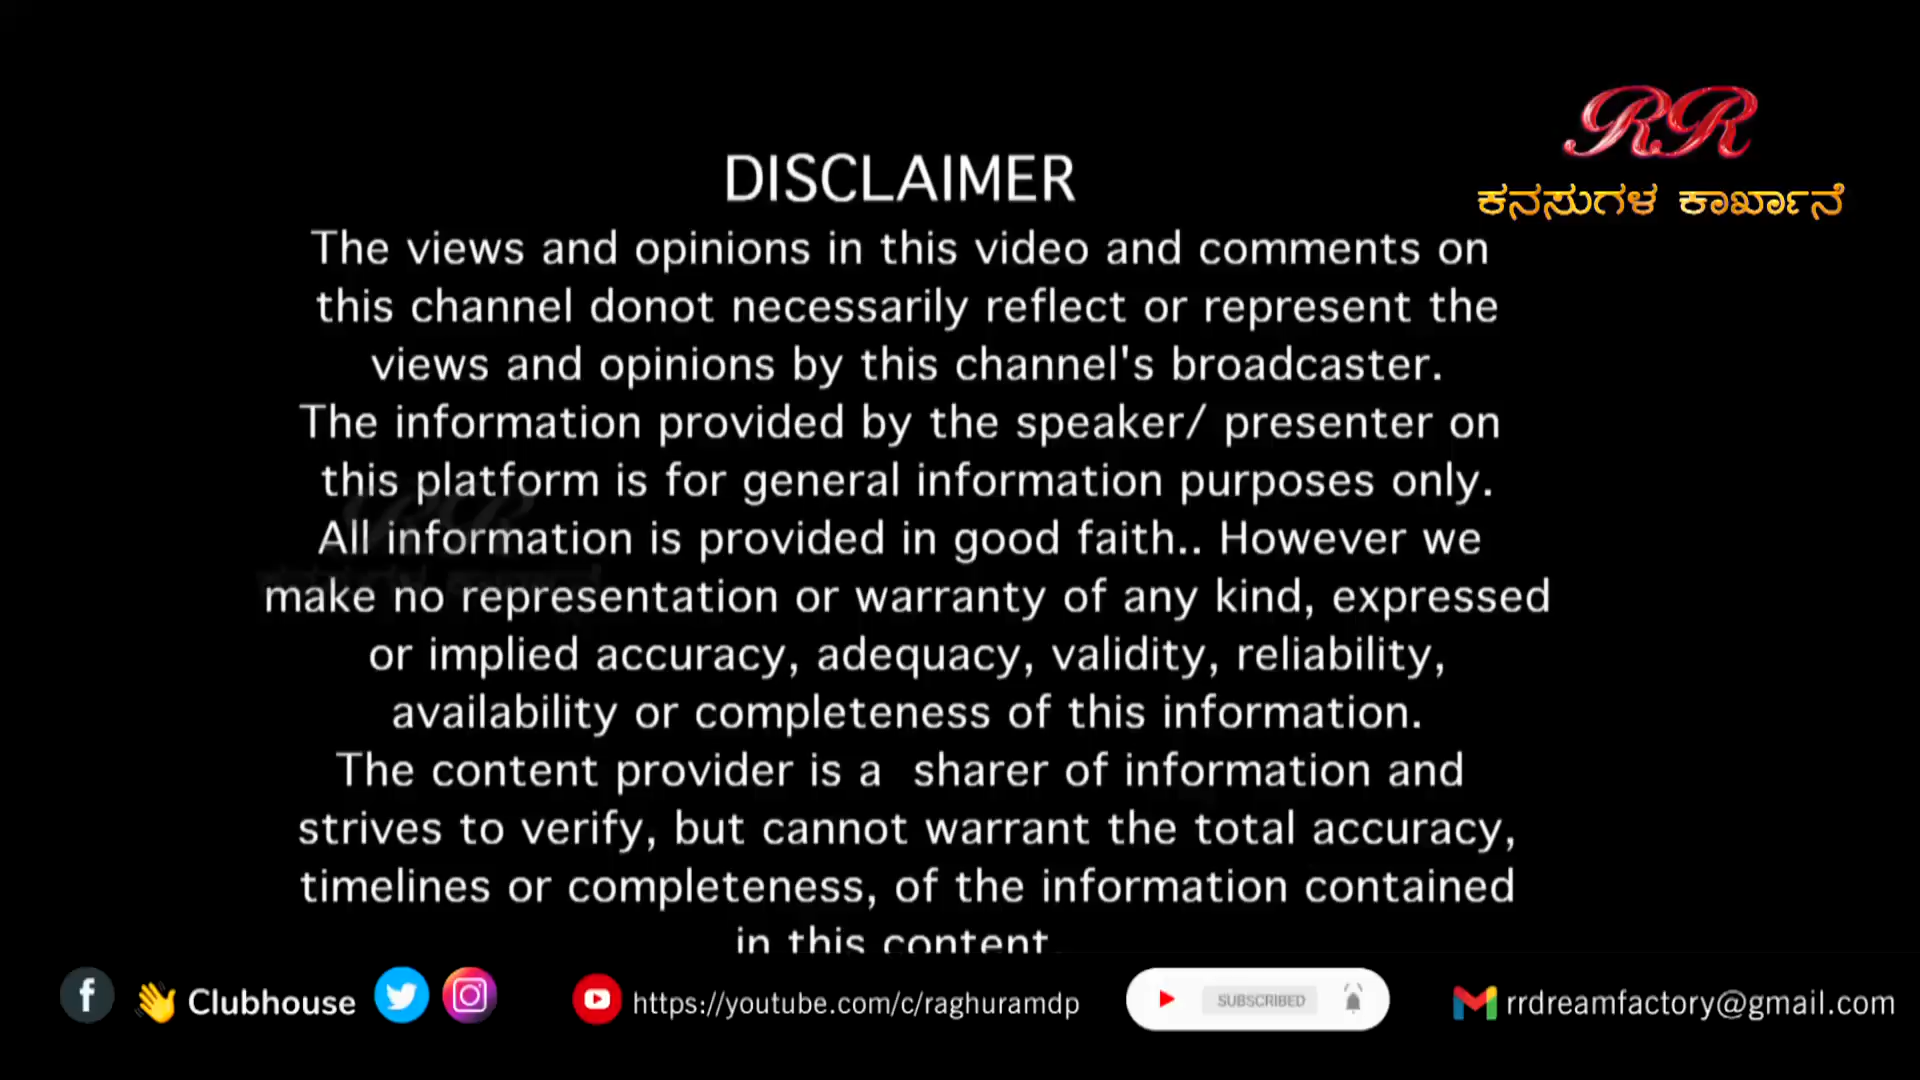 RR
ಕನಸುಗಳ ಕಾರ್ಖಾನೆ
DISCLAIMER
The views and opinions in this video and comments on
this channel donot necessarily reflect or represent the
views and opinions by this channel's broadcaster.
The information provided by the speaker/ presenter on
this platform is for general information purposes only.
All information is provided in good faith.. However we
make no representation or warranty of any kind, expressed
or implied accuracy, adequacy, validity, reliability,
availability or completeness of this information.
The content provider is a  sharer of information and
strives to verify, but cannot warrant the total accuracy,
timelines or completeness, of the information contained
in this content.
Clubhouse
https://youtube.com/c/raghuramdp
SUBSCRIBED
rrdreamfactory@gmail.com